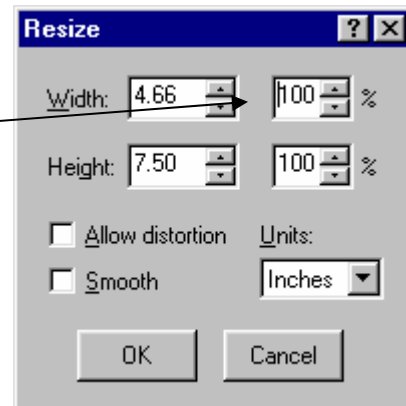 Resize
Width: 4.66 100 %
Height: 7.50 100 %
Allow distortion Units:
Smooth Inches
OK Cancel